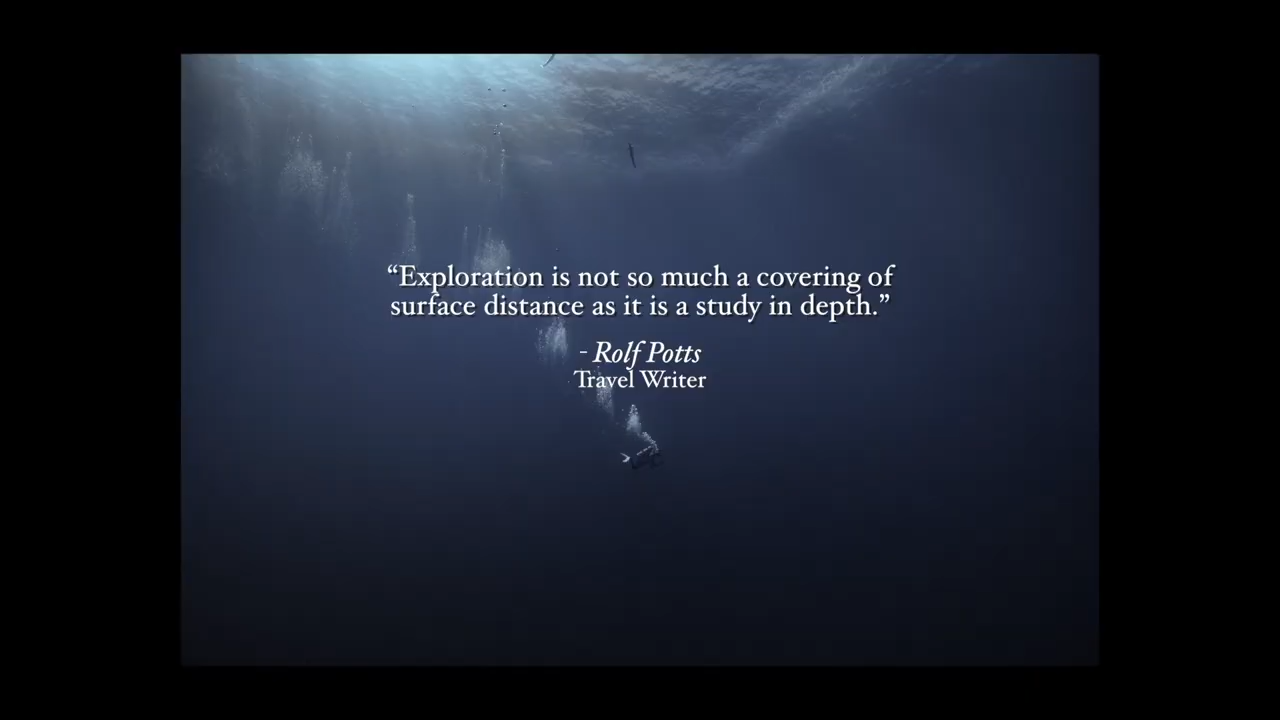 “Exploration is not so much a covering of
surface distance as it is a study in depth.”
- Rolf Potts
Travel Writer